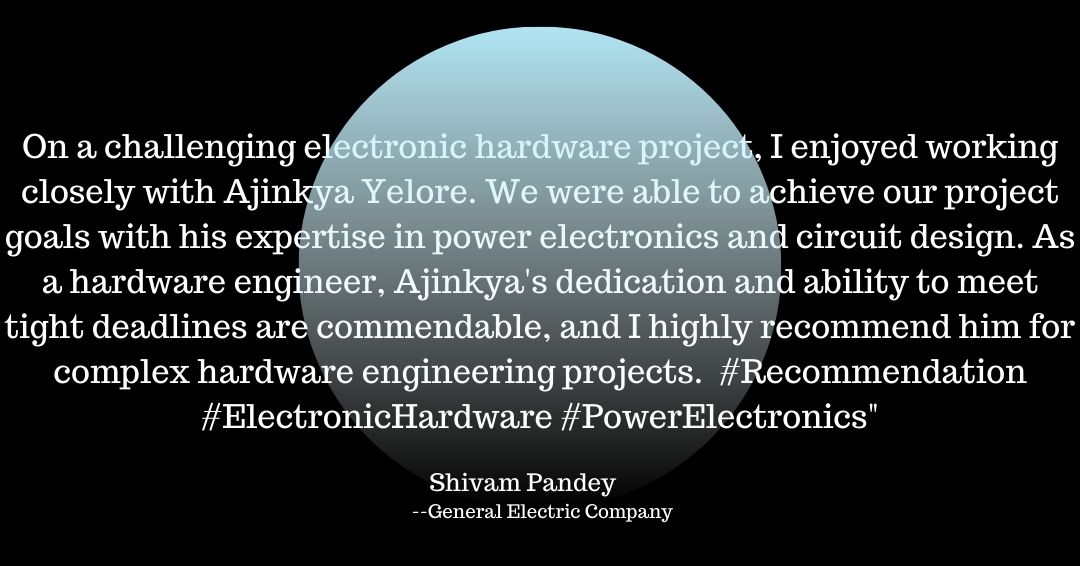 On a challenging electronic hardware project, I enjoyed working
closely with Ajinkya Yelore. We were able to achieve our project
goals with his expertise in power electronics and circuit design. As
a hardware engineer, Ajinkya's dedication and ability to meet
tight deadlines are commendable, and I highly recommend him for
complex hardware engineering projects.  #Recommendation
#ElectronicHardware #PowerElectronics"
Shivam Pandey
--General Electric Company